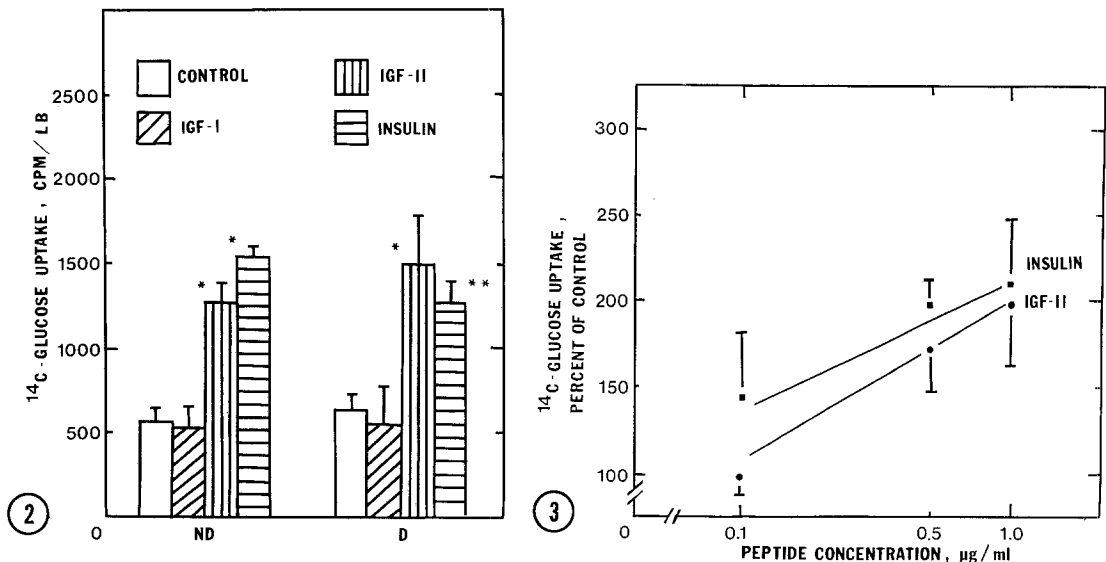 CONTROL
IGF-I
IGF-II
INSULIN
¹⁴C-GLUCOSE UPTAKE, CPM/LB
2500
2000
1500
1000
500
0
*
*
*
**
ND
D
2
¹⁴C-GLUCOSE UPTAKE,
PERCENT OF CONTROL
300
250
200
150
100
0
INSULIN
IGF-II
0.1
0.5
1.0
PEPTIDE CONCENTRATION, µg/ml
3